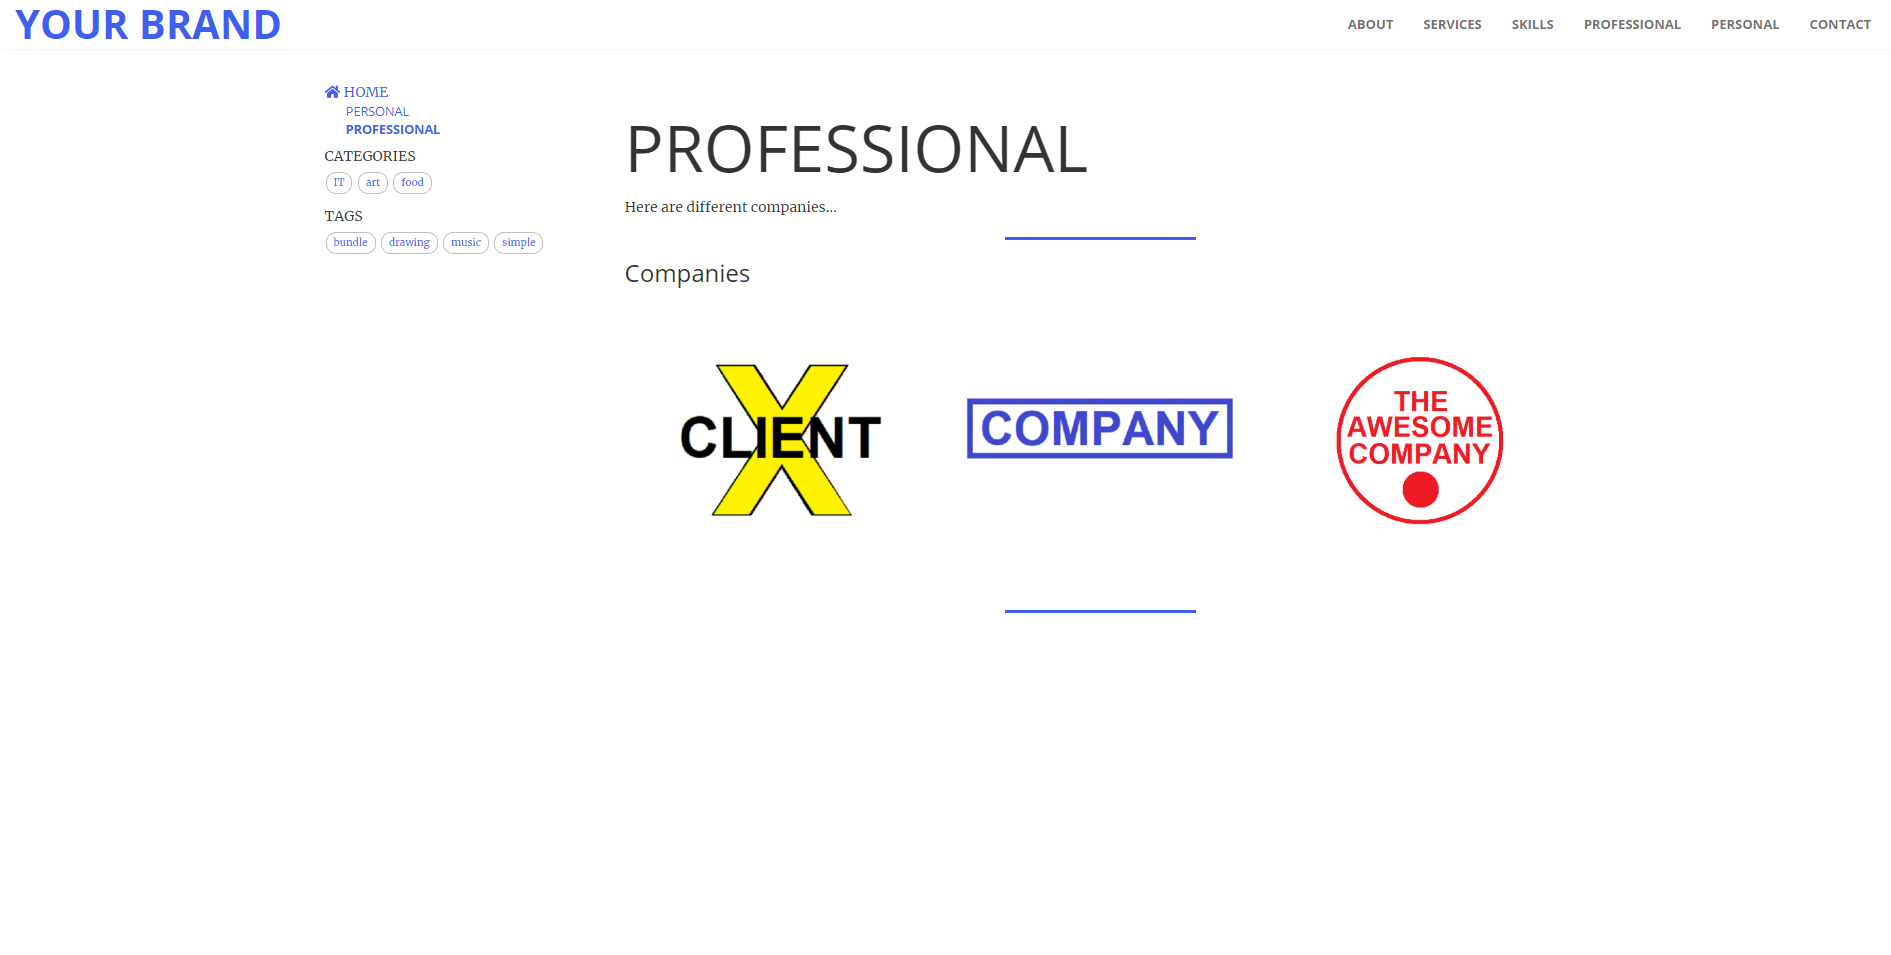 YOUR BRAND
ABOUT SERVICES SKILLS PROFESSIONAL PERSONAL CONTACT
HOME
PERSONAL
PROFESSIONAL
CATEGORIES
IT art food
TAGS
bundle drawing music simple
PROFESSIONAL
Here are different companies...
Companies
X
CLIENT
COMPANY
THE
AWESOME
COMPANY